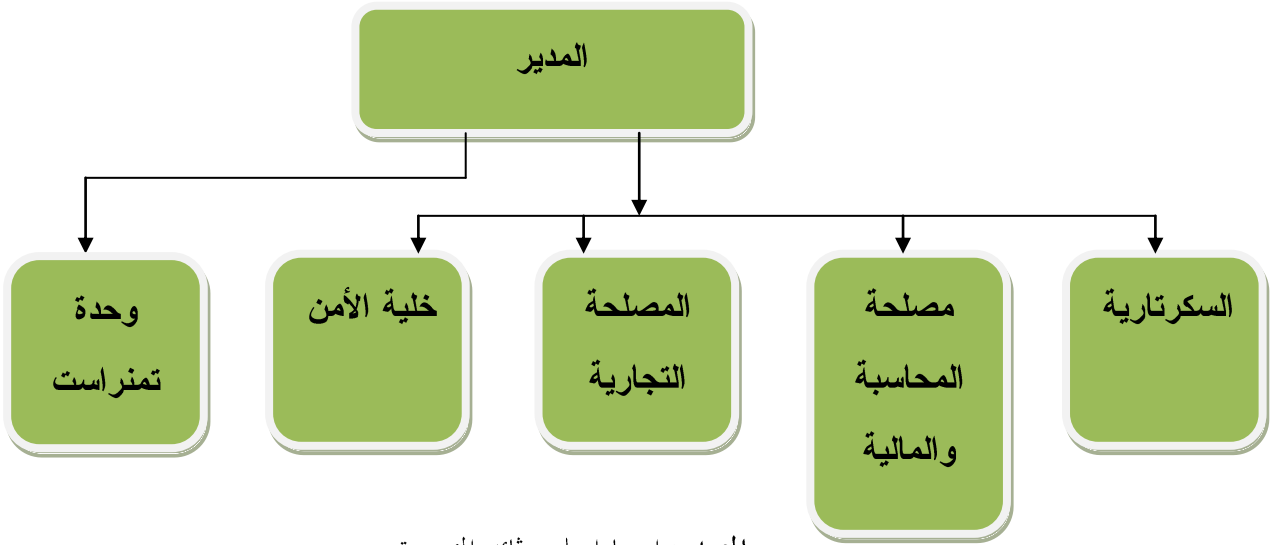 المدير
السكرتارية
مصلحة
المحاسبة
والمالية
المصلحة
التجارية
خلية الأمن
وحدة
تمنراست